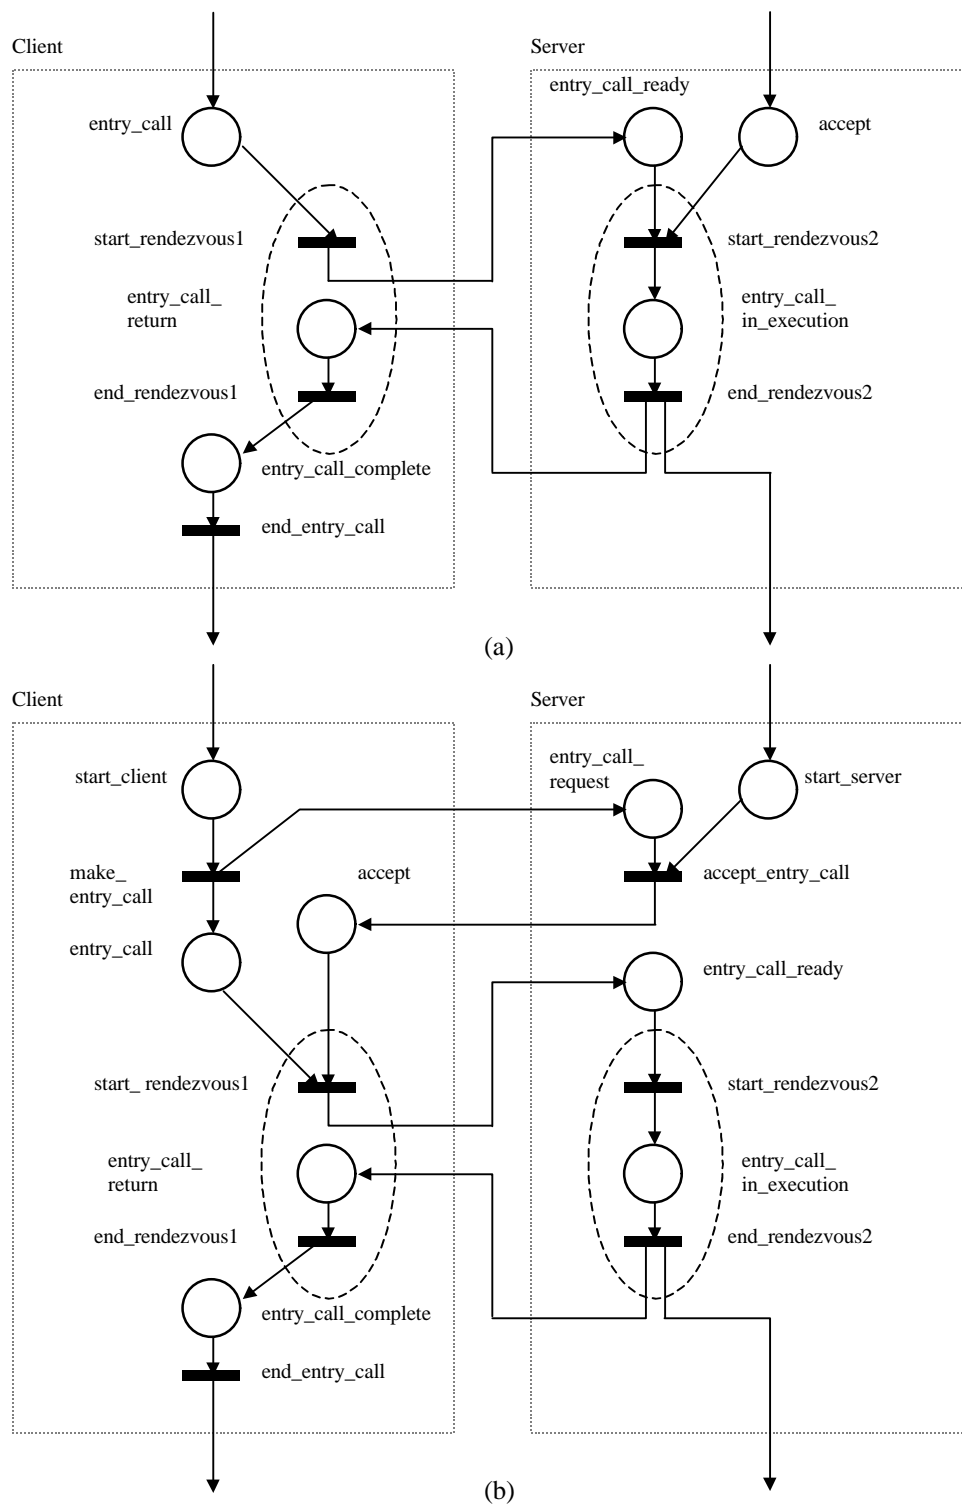 Client
Server
entry_call_ready
entry_call
accept
start_rendezvous1
start_rendezvous2
entry_call_
return
entry_call_
in_execution
end_rendezvous1
end_rendezvous2
entry_call_complete
end_entry_call
(a)
Client
Server
entry_call_
request
start_client
start_server
make_
entry_call
accept
accept_entry_call
entry_call
entry_call_ready
start_ rendezvous1
start_rendezvous2
entry_call_
return
entry_call_
in_execution
end_rendezvous1
end_rendezvous2
entry_call_complete
end_entry_call
(b)